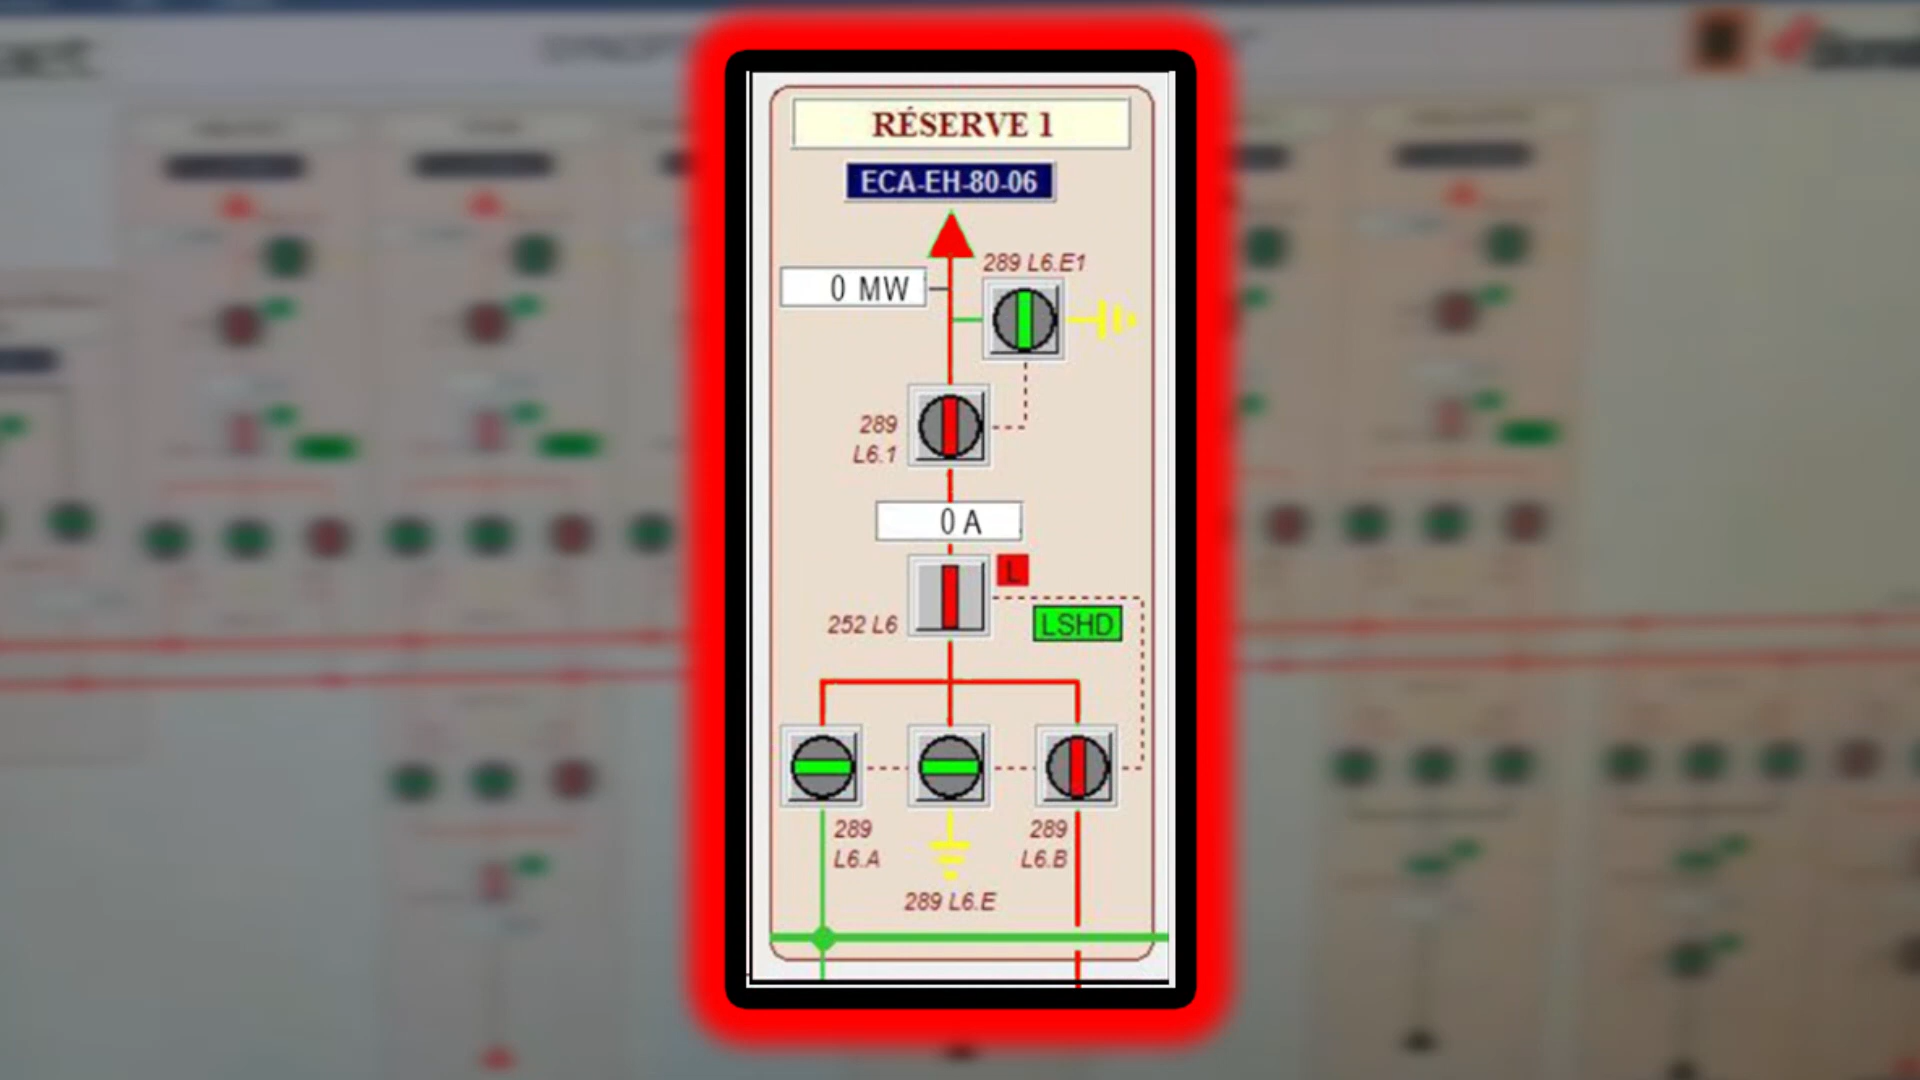 RÉSERVE 1
ECA-EH-80-06
289 L6.E1
0 MW
289
L6.1
0 A
L
252 L6
LSHD
289
L6.A
289
L6.B
289 L6.E